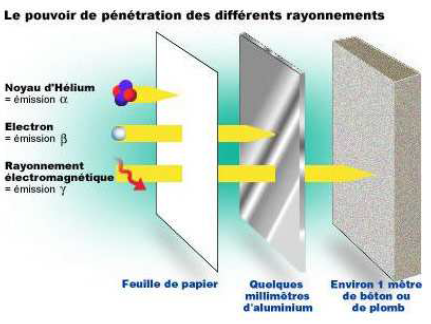 Le pouvoir de pénétration des différents rayonnements
Noyau d'Hélium
= émission α
Electron
= émission β
Rayonnement
électromagnétique
= émission γ
Feuille de papier
Quelques
millimètres
d'aluminium
Environ 1 mètre
de béton ou
de plomb